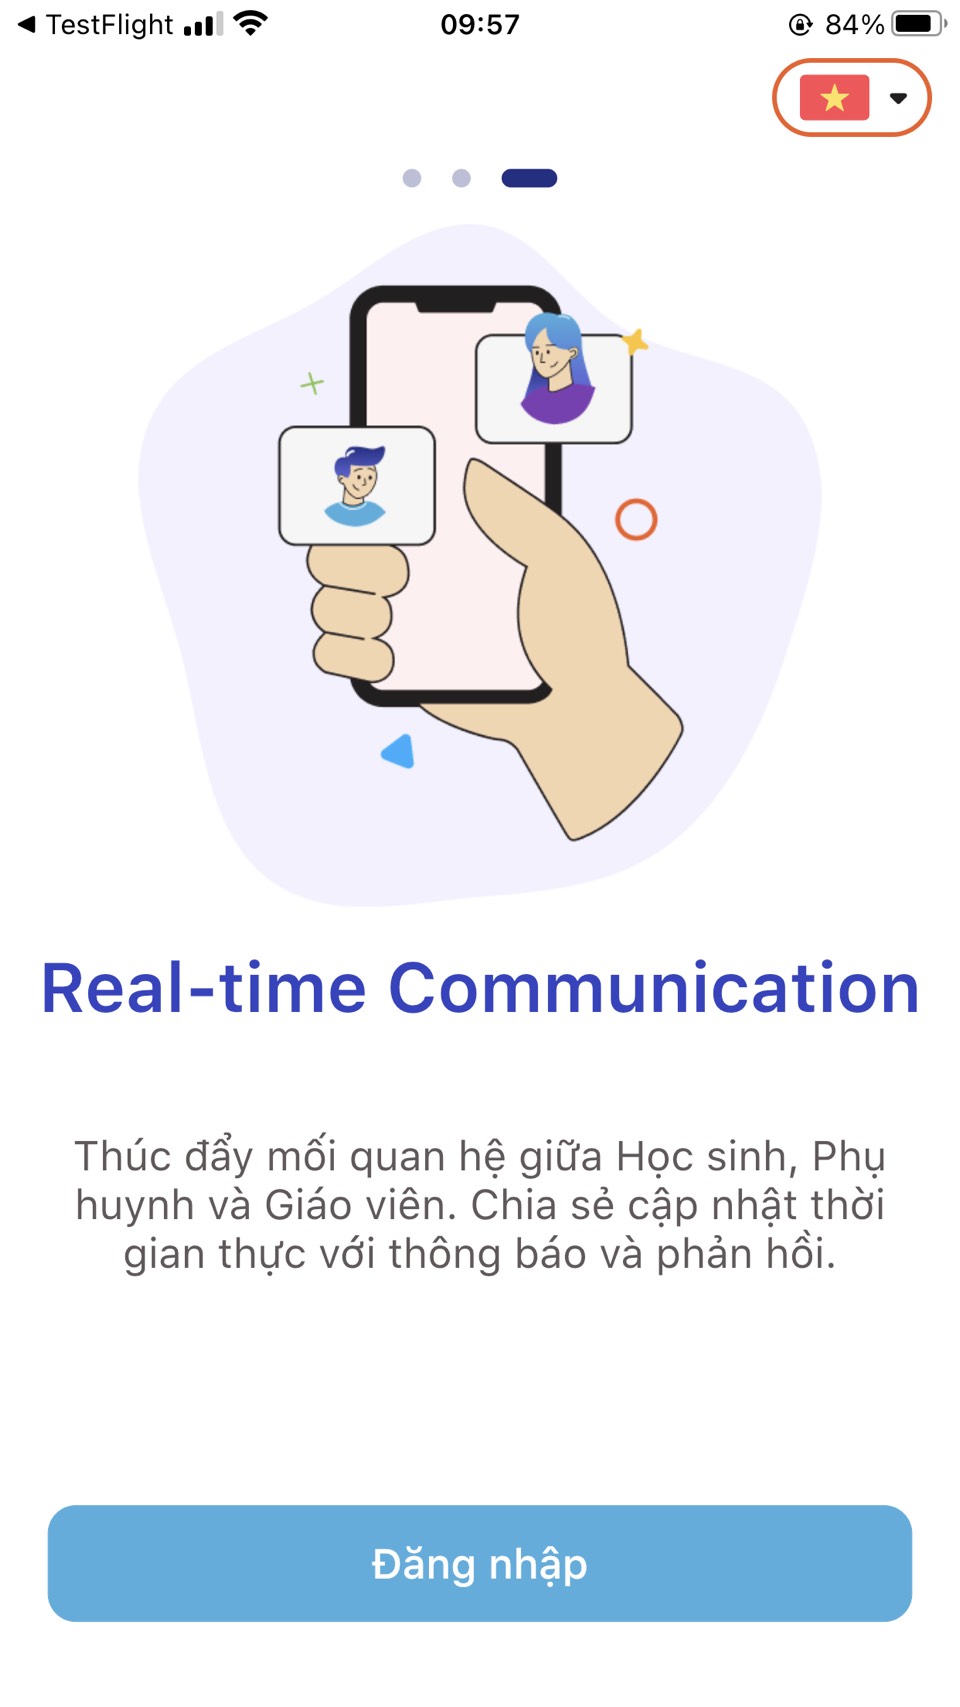 TestFlight
09:57
84%
Real-time Communication
Thúc đẩy mối quan hệ giữa Học sinh, Phụ
huynh và Giáo viên. Chia sẻ cập nhật thời
gian thực với thông báo và phản hồi.
Đăng nhập